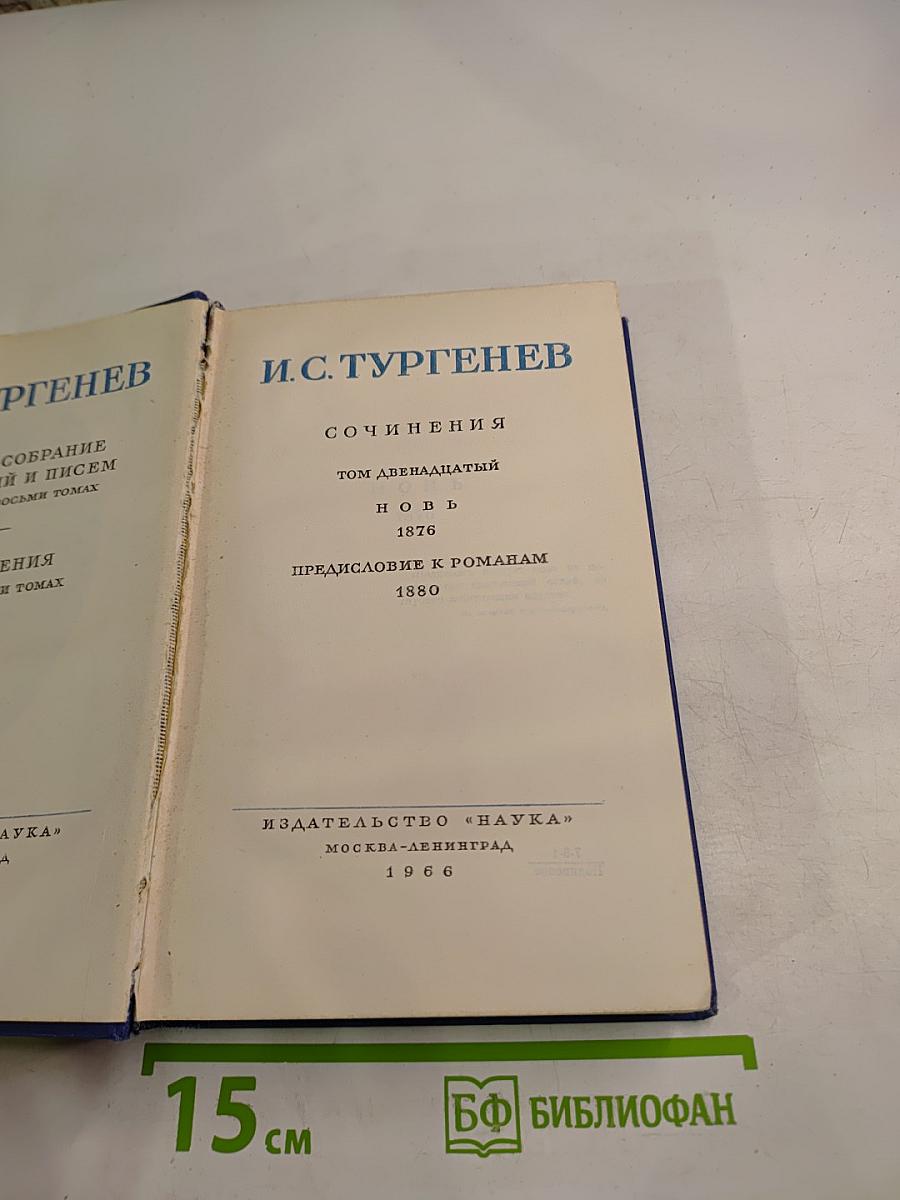 РГЕНЕВ
СОБРАНИЕ
ИЙ И ПИСЕМ
ОСЬМИ ТОМАХ
ЕНИЯ
И ТОМАХ
АУКА»
Д
И. С. ТУРГЕНЕВ
СОЧИНЕНИЯ
ТОМ ДВЕНАДЦАТЫЙ
НОВЬ
1876
ПРЕДИСЛОВИЕ К РОМАНАМ
1880
ИЗДАТЕЛЬСТВО «НАУКА»
МОСКВА-ЛЕНИНГРАД
1966
15 см
БФ БИБЛИОФАН